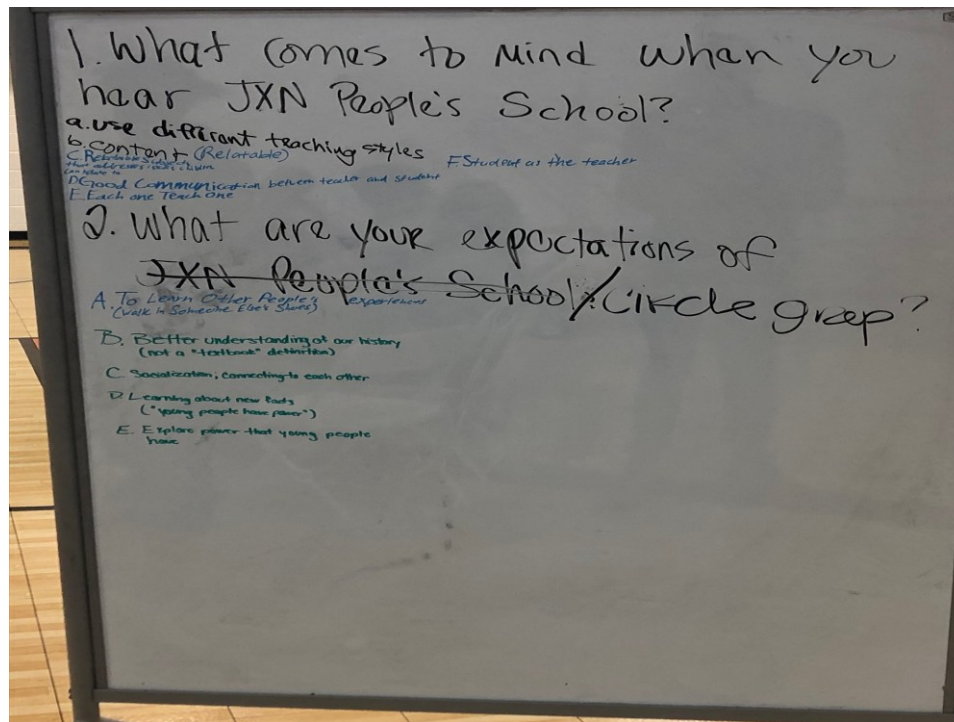 1. What comes to Mind when you
hear JXN People's School?
a. use different teaching styles
b. content (Relatable)
C. 
that addresses
D. Good Communication between teacher and student
E. Each one Teach One
F. Student as the teacher
2. What are your expectations of
JXN People's School/Circle group?
A. To Learn Other People's experiences
(Walk in Someone Else's Shoes)
B. Better understanding of our history
(not a "textbook" definition)
C. Socialization; connecting to each other
D. Learning about new facts
("young people have power")
E. Explore power that young people
have